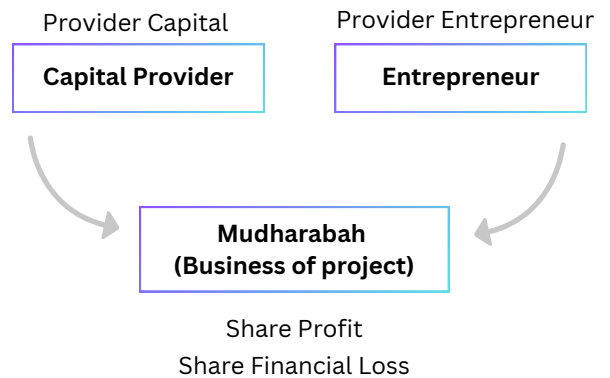 Provider Capital
Capital Provider
Provider Entrepreneur
Entrepreneur
Mudharabah
(Business of project)
Share Profit
Share Financial Loss